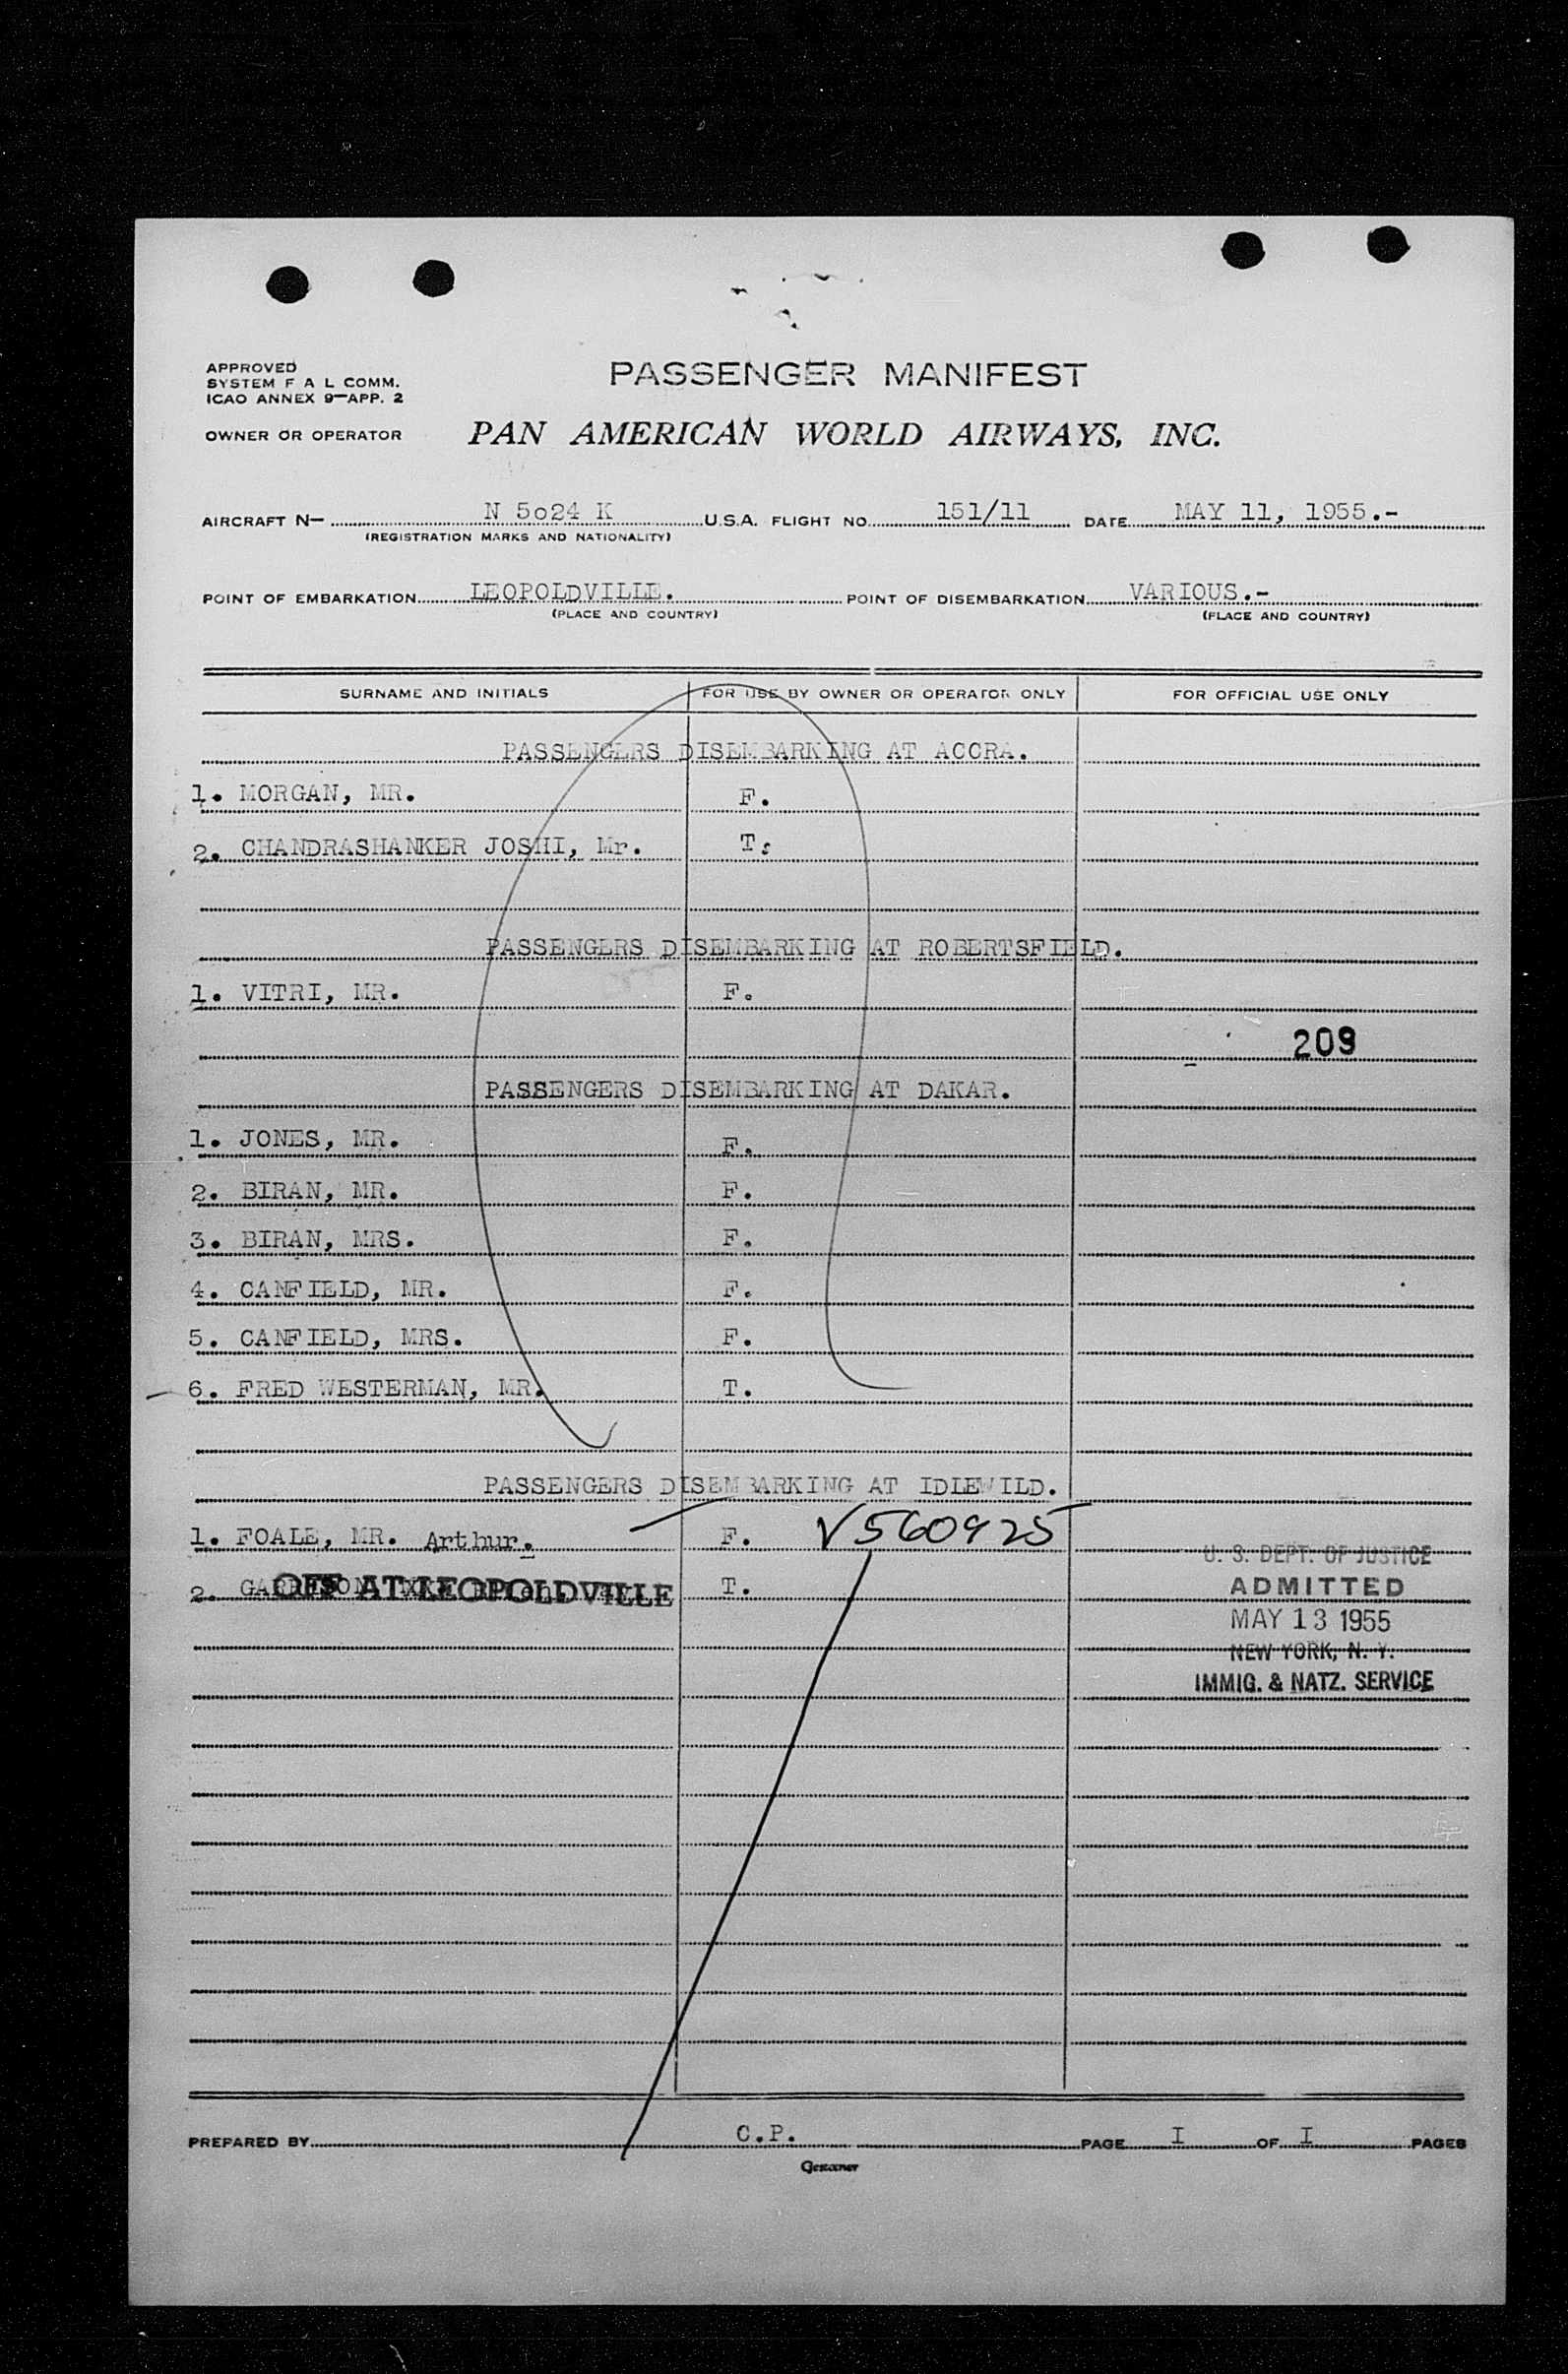 APPROVED
SYSTEM F A L COMM.
ICAO ANNEX 9—APP. 2
PASSENGER MANIFEST
OWNER OR OPERATOR PAN AMERICAN WORLD AIRWAYS, INC.
AIRCRAFT N— N 5o24 K U.S.A. FLIGHT NO 151/11 DATE MAY 11, 1955.-
(REGISTRATION MARKS AND NATIONALITY)
POINT OF EMBARKATION LEOPOLDVILLE. POINT OF DISEMBARKATION VARIOUS.-
(PLACE AND COUNTRY) (PLACE AND COUNTRY)
SURNAME AND INITIALS FOR USE BY OWNER OR OPERATOR ONLY FOR OFFICIAL USE ONLY
PASSENGERS DISEMBARKING AT ACCRA.
1. MORGAN, MR. F.
2. CHANDRASHANKER JOSHI, Mr. T.
PASSENGERS DISEMBARKING AT ROBERTSFIELD.
1. VITRI, MR. F.
209
PASSENGERS DISEMBARKING AT DAKAR.
1. JONES, MR. F.
2. BIRAN, MR. F.
3. BIRAN, MRS. F.
4. CANFIELD, MR. F.
5. CANFIELD, MRS. F.
6. FRED WESTERMAN, MR. T.
PASSENGERS DISEMBARKING AT IDLEWILD.
1. FOALE, MR. Arthur. F. V560925
U. S. DEPT. OF JUSTICE
2. OFF AT LEOPOLDVILLE T.
ADMITTED
MAY 13 1955
NEW YORK, N. Y.
IMMIG. & NATZ. SERVICE
PREPARED BY C.P. PAGE I OF I PAGES